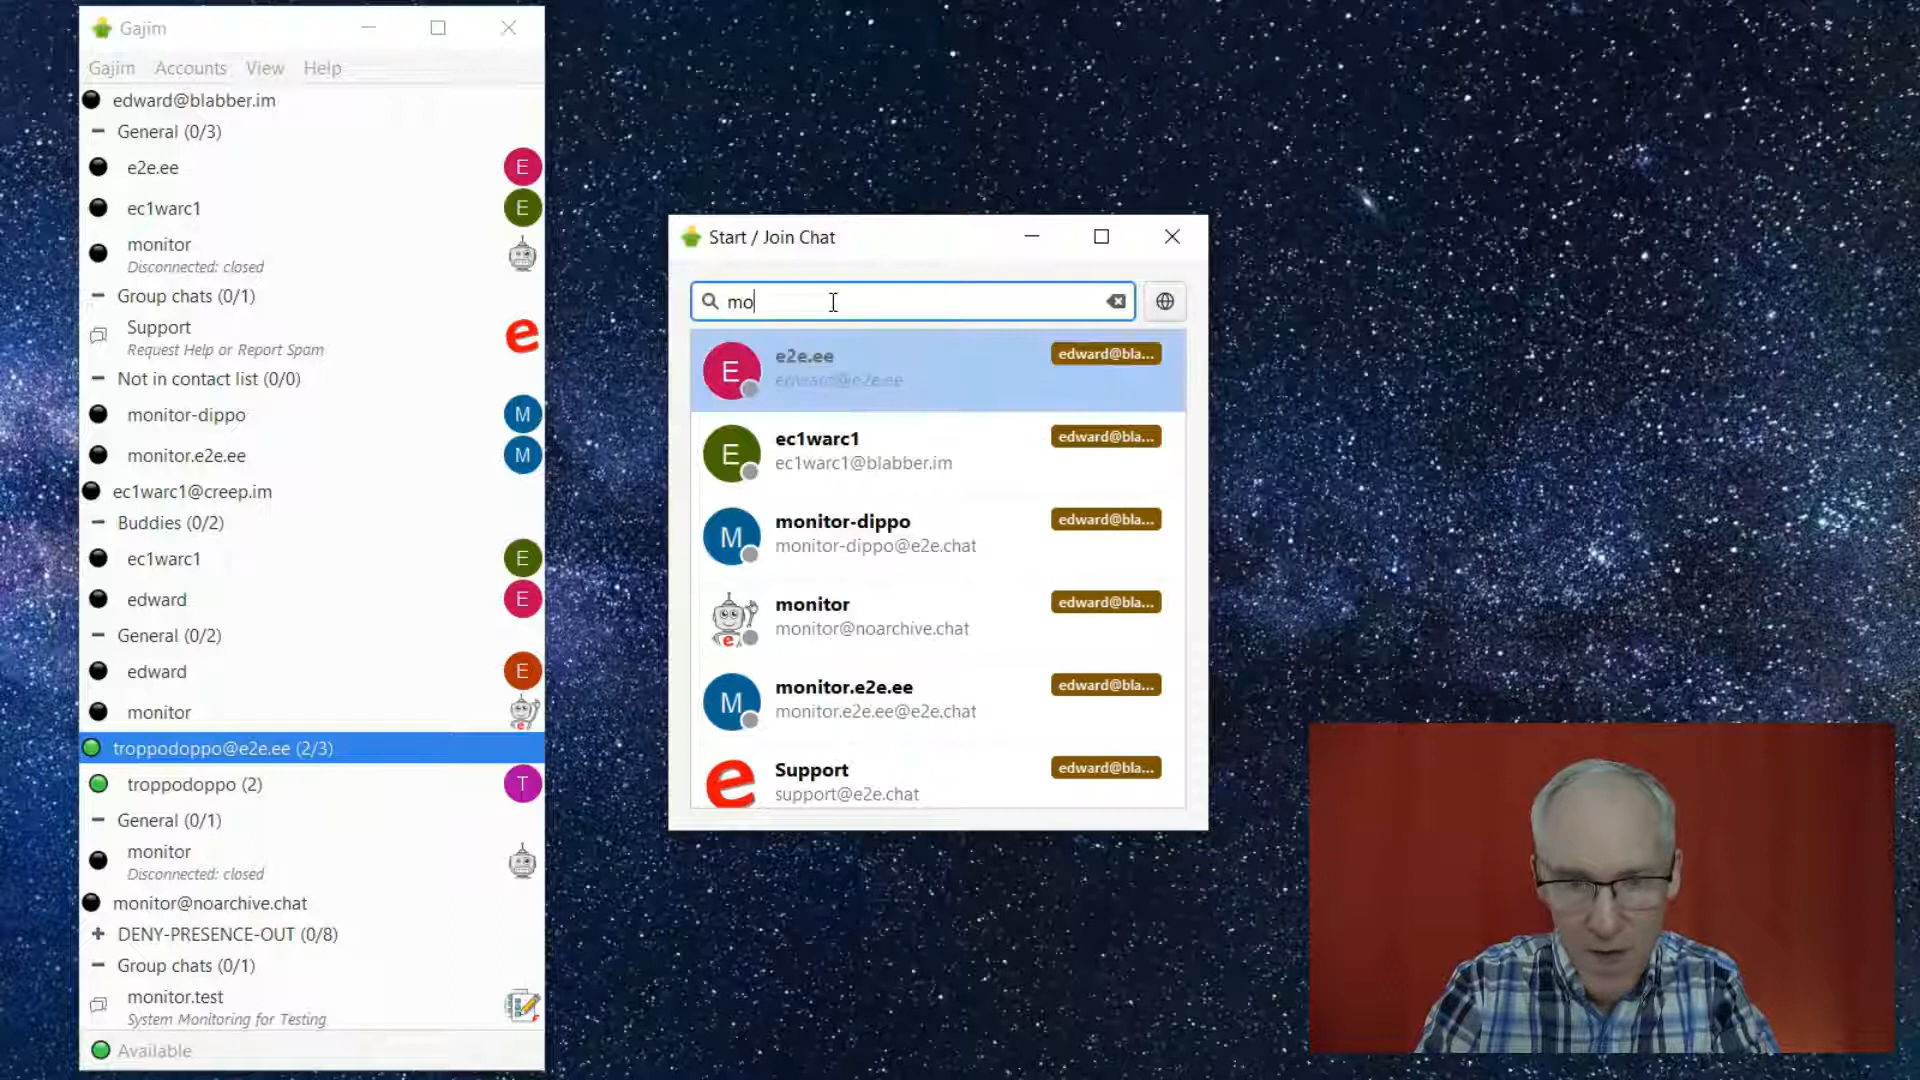 Gajim
Gajim Accounts View Help
edward@blabber.im
General (0/3)
e2e.ee
E
ec1warc1
E
monitor
Disconnected: closed
Group chats (0/1)
Support
Request Help or Report Spam
e
Not in contact list (0/0)
monitor-dippo
M
monitor.e2e.ee
M
ec1warc1@creep.im
Buddies (0/2)
ec1warc1
E
edward
E
General (0/2)
edward
E
monitor
troppodoppo@e2e.ee (2/3)
troppodoppo (2)
T
General (0/1)
monitor
Disconnected: closed
monitor@noarchive.chat
DENY-PRESENCE-OUT (0/8)
Group chats (0/1)
monitor.test
System Monitoring for Testing
Available
Start / Join Chat
mo
E
e2e.ee
edward@bla...
edward@e2e.ee
E
ec1warc1
edward@bla...
ec1warc1@blabber.im
M
monitor-dippo
edward@bla...
monitor-dippo@e2e.chat
monitor
edward@bla...
monitor@noarchive.chat
e
M
monitor.e2e.ee
edward@bla...
monitor.e2e.ee@e2e.chat
e
Support
edward@bla...
support@e2e.chat